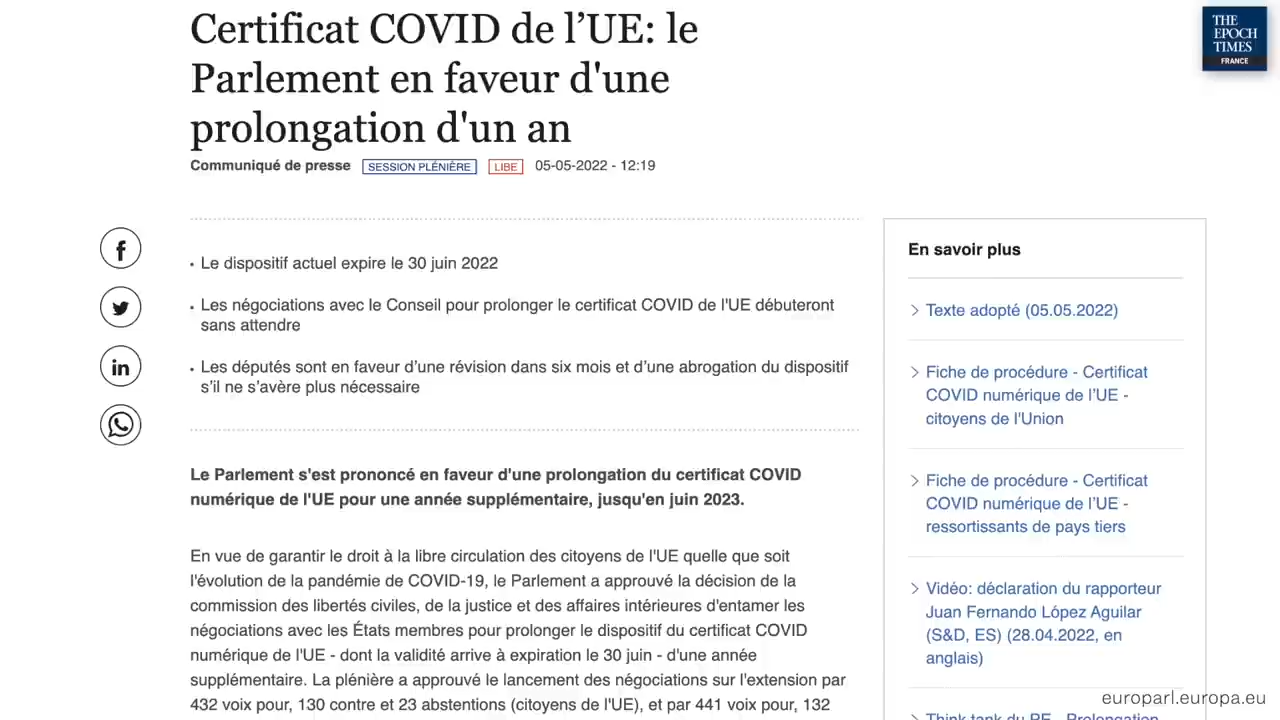 Certificat COVID de l’UE: le
Parlement en faveur d'une
prolongation d'un an
Communiqué de presse SESSION PLÉNIÈRE LIBE 05-05-2022 - 12:19
• Le dispositif actuel expire le 30 juin 2022
• Les négociations avec le Conseil pour prolonger le certificat COVID de l'UE débuteront
sans attendre
• Les députés sont en faveur d’une révision dans six mois et d’une abrogation du dispositif
s’il ne s’avère plus nécessaire
Le Parlement s'est prononcé en faveur d'une prolongation du certificat COVID
numérique de l'UE pour une année supplémentaire, jusqu'en juin 2023.
En vue de garantir le droit à la libre circulation des citoyens de l'UE quelle que soit
l'évolution de la pandémie de COVID-19, le Parlement a approuvé la décision de la
commission des libertés civiles, de la justice et des affaires intérieures d'entamer les
négociations avec les États membres pour prolonger le dispositif du certificat COVID
numérique de l'UE - dont la validité arrive à expiration le 30 juin - d'une année
supplémentaire. La plénière a approuvé le lancement des négociations sur l'extension par
432 voix pour, 130 contre et 23 abstentions (citoyens de l'UE), et par 441 voix pour, 132
En savoir plus
Texte adopté (05.05.2022)
Fiche de procédure - Certificat
COVID numérique de l’UE -
citoyens de l'Union
Fiche de procédure - Certificat
COVID numérique de l’UE -
ressortissants de pays tiers
Vidéo: déclaration du rapporteur
Juan Fernando López Aguilar
(S&D, ES) (28.04.2022, en
anglais)
Think tank du PE - Prolongation
THE
EPOCH
TIMES
FRANCE
europarl.europa.eu